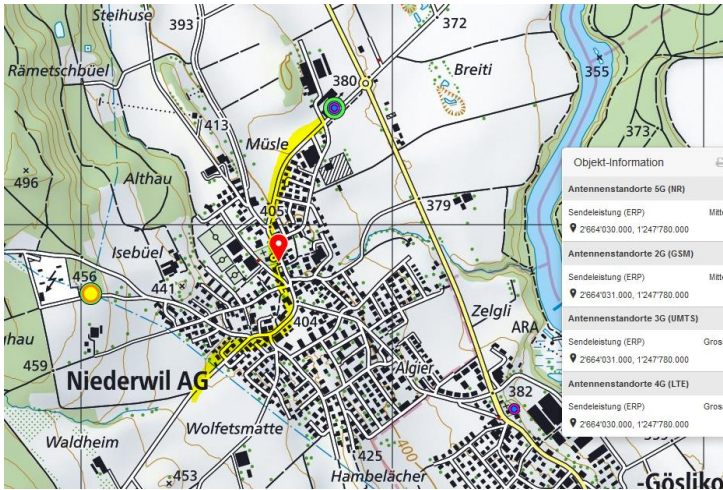 Steihuse
393
372
Rämetschbüel
380
Breiti
355
413
Müsle
373
496
Althau
405
379
Isebüel
456
441
404
Zelgli
ARA
459
Niederwil AG
Algier
382
Wolfetsmatte
400
Waldheim
425
453
Hambelächer
-Gösliko
Objekt-Information
Antennenstandorte 5G (NR)
Sendeleistung (ERP) Mitte
2'664'030.000, 1'247'780.000
Antennenstandorte 2G (GSM)
Sendeleistung (ERP) Mitt
2'664'031.000, 1'247'780.000
Antennenstandorte 3G (UMTS)
Sendeleistung (ERP) Gros
2'664'031.000, 1'247'780.000
Antennenstandorte 4G (LTE)
Sendeleistung (ERP) Gros
2'664'030.000, 1'247'780.000